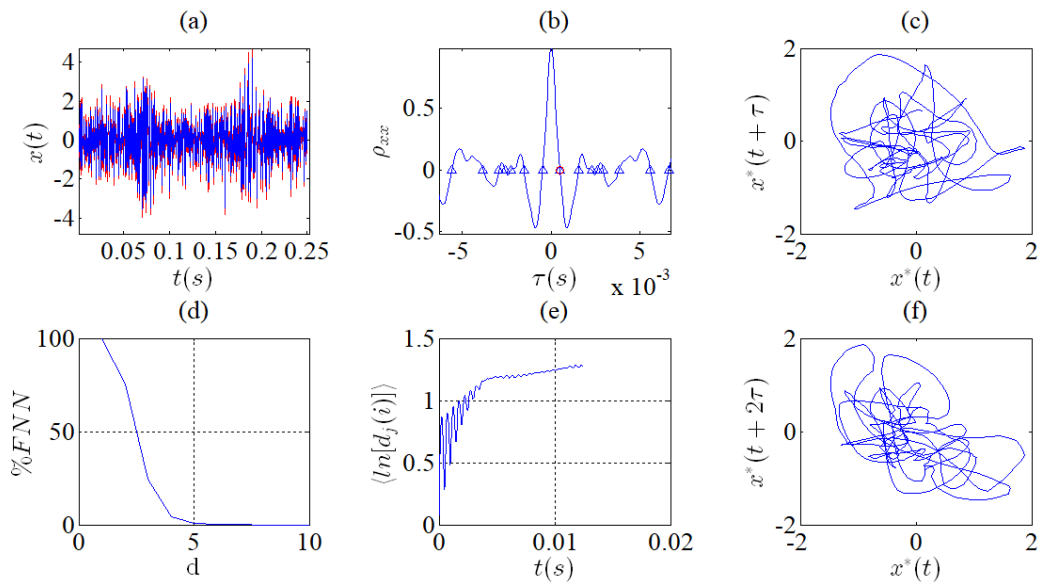 (a) (b) (c)
4 2 0 -2 -4
x(t)
0.05 0.1 0.15 0.2 0.25
t(s)
1 0.5 0 -0.5
ρxx
-5 0 5
τ(s)
x 10^-3
2 0 -2
x*(t + τ)
-2 0 2
x*(t)
(d) (e) (f)
100 50 0
%FNN
0 5 10
d
1.5 1 0.5 0
⟨ln[d_j(i)]⟩
0 0.01 0.02
t(s)
2 0 -2
x*(t + 2τ)
-2 0 2
x*(t)